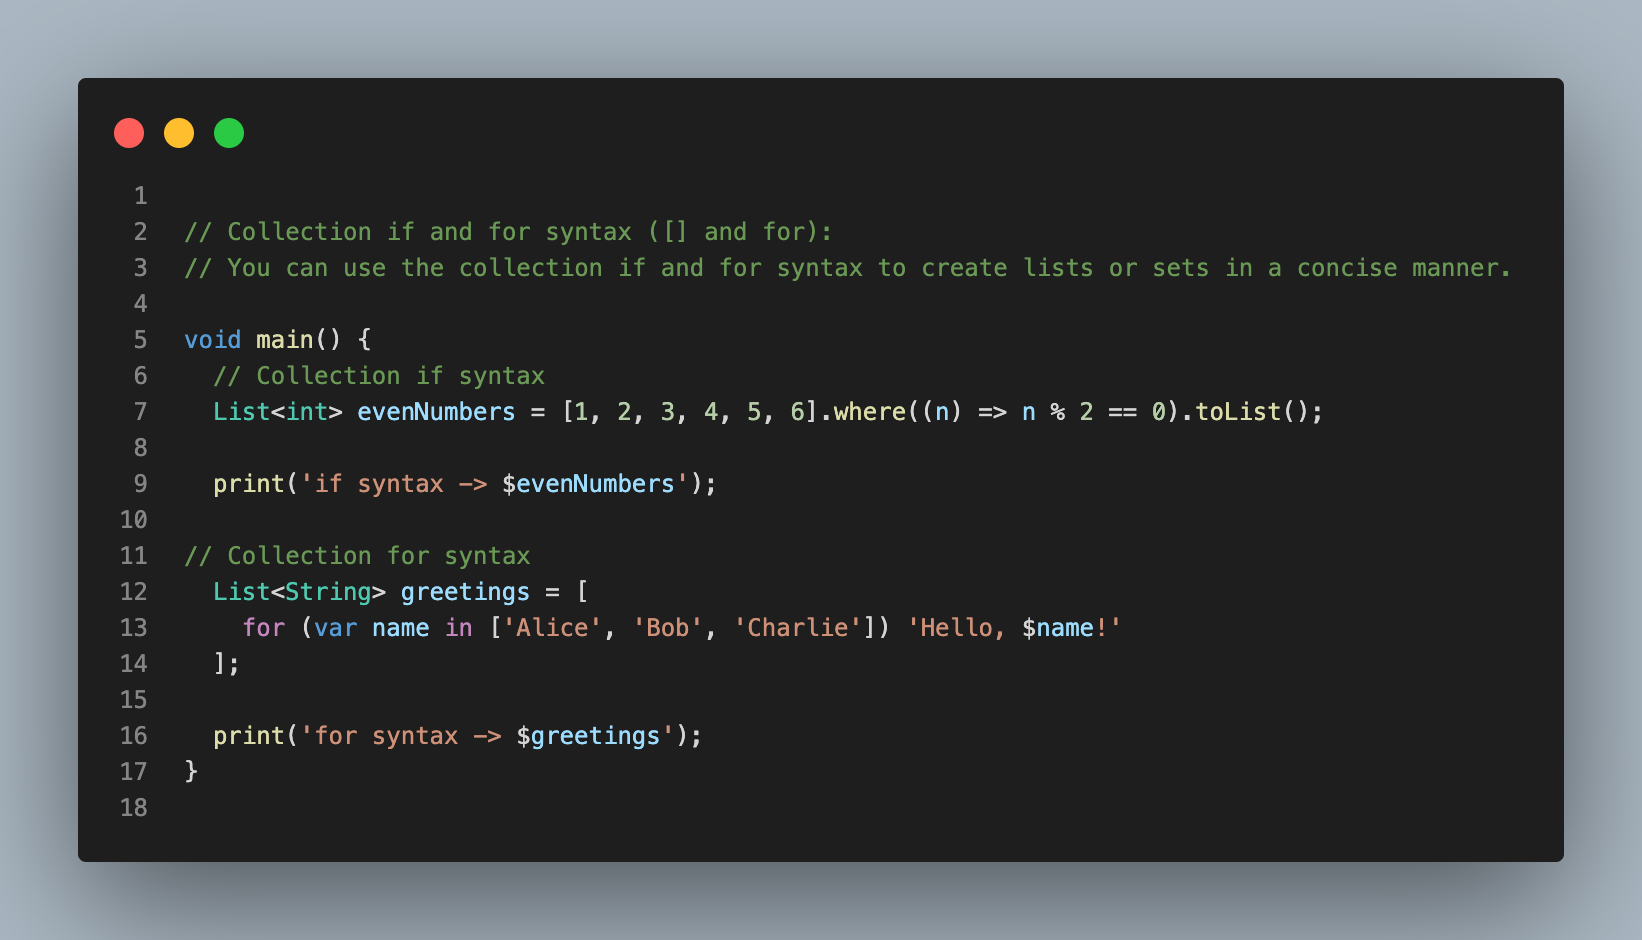 1
2 // Collection if and for syntax ([] and for):
3 // You can use the collection if and for syntax to create lists or sets in a concise manner.
4
5 void main() {
6   // Collection if syntax
7   List<int> evenNumbers = [1, 2, 3, 4, 5, 6].where((n) => n % 2 == 0).toList();
8
9   print('if syntax -> $evenNumbers');
10
11 // Collection for syntax
12   List<String> greetings = [
13     for (var name in ['Alice', 'Bob', 'Charlie']) 'Hello, $name!'
14   ];
15
16   print('for syntax -> $greetings');
17 }
18